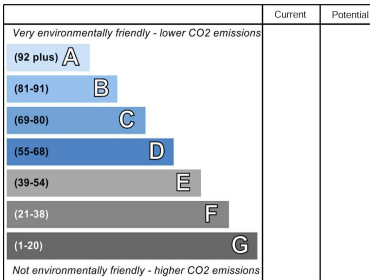 Current Potential
Very environmentally friendly - lower CO2 emissions
(92 plus) A
(81-91) B
(69-80) C
(55-68) D
(39-54) E
(21-38) F
(1-20) G
Not environmentally friendly - higher CO2 emissions